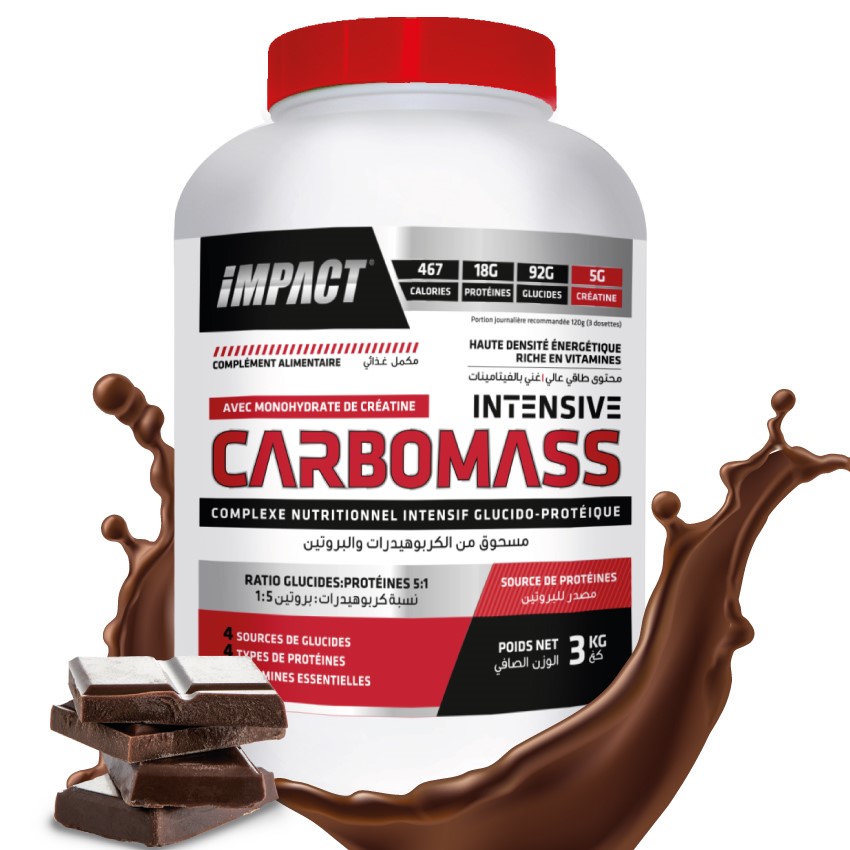 iMPACT®
467 18G 92G 5G
CALORIES PROTÉINES GLUCIDES CRÉATINE
Portion journalière recommandée 120g (3 dosettes)
HAUTE DENSITÉ ÉNERGÉTIQUE
RICHE EN VITAMINES
محتوى طاقي عالي | غني بالفيتامينات
COMPLÉMENT ALIMENTAIRE مكمل غذائي
AVEC MONOHYDRATE DE CRÉATINE
INTENSIVE
CARBOMASS
COMPLEXE NUTRITIONNEL INTENSIF GLUCIDO-PROTÉIQUE
مسحوق من الكربوهيدرات والبروتين
RATIO GLUCIDES:PROTÉINES 5:1
نسبة كربوهيدرات: بروتين 1:5
SOURCE DE PROTÉINES
مصدر للبروتين
4 SOURCES DE GLUCIDES
4 TYPES DE PROTÉINES
MINES ESSENTIELLES
POIDS NET 3 KG
الوزن الصافي كغ